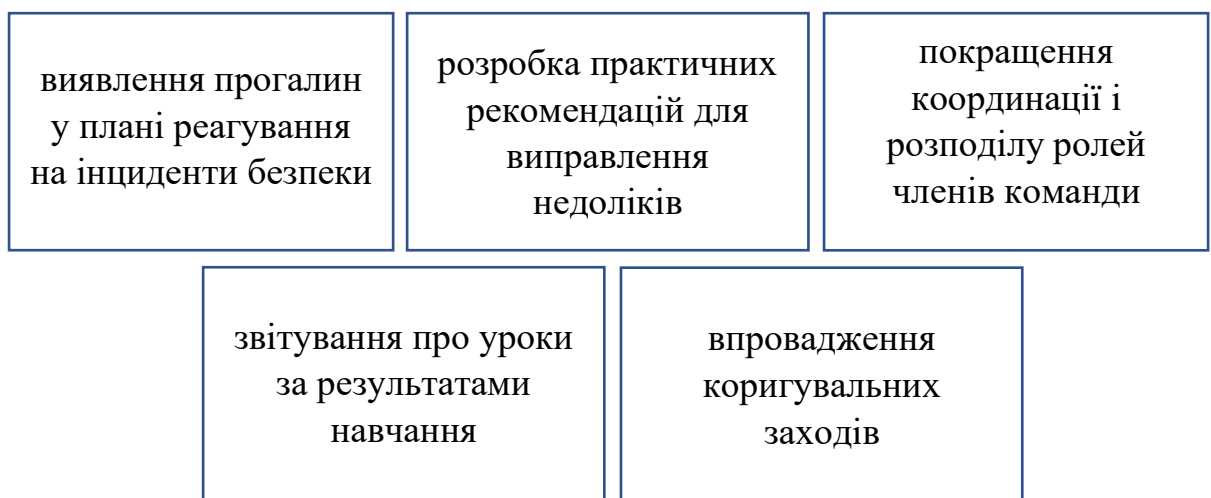 виявлення прогалин
у плані реагування
на інциденти безпеки
розробка практичних
рекомендацій для
виправлення
недоліків
покращення
координації і
розподілу ролей
членів команди
звітування про уроки
за результатами
навчання
впровадження
коригувальних
заходів